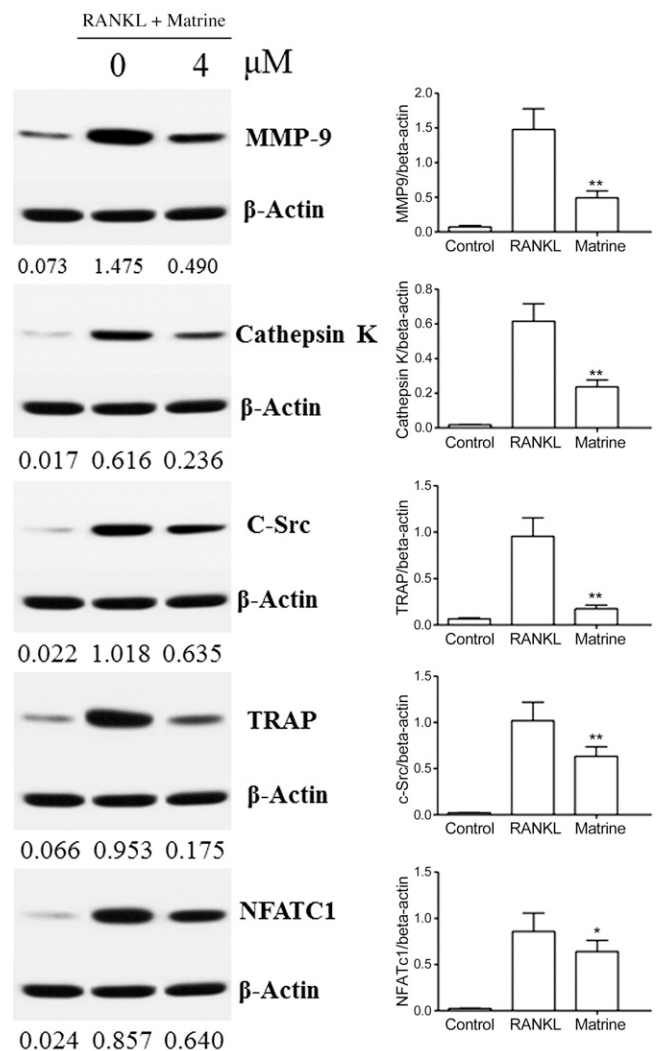 RANKL + Matrine
0 4 μM
MMP-9
β-Actin
0.073 1.475 0.490
Cathepsin K
β-Actin
0.017 0.616 0.236
C-Src
β-Actin
0.022 1.018 0.635
TRAP
β-Actin
0.066 0.953 0.175
NFATC1
β-Actin
0.024 0.857 0.640
MMP9/beta-actin
2.0
1.5
1.0
0.5
0.0
**
Control RANKL Matrine
Cathepsin K/beta-actin
0.8
0.6
0.4
0.2
0.0
**
Control RANKL Matrine
TRAP/beta-actin
1.5
1.0
0.5
0.0
**
Control RANKL Matrine
c-Src/beta-actin
1.5
1.0
0.5
0.0
**
Control RANKL Matrine
NFATc1/beta-actin
1.5
1.0
0.5
0.0
*
Control RANKL Matrine